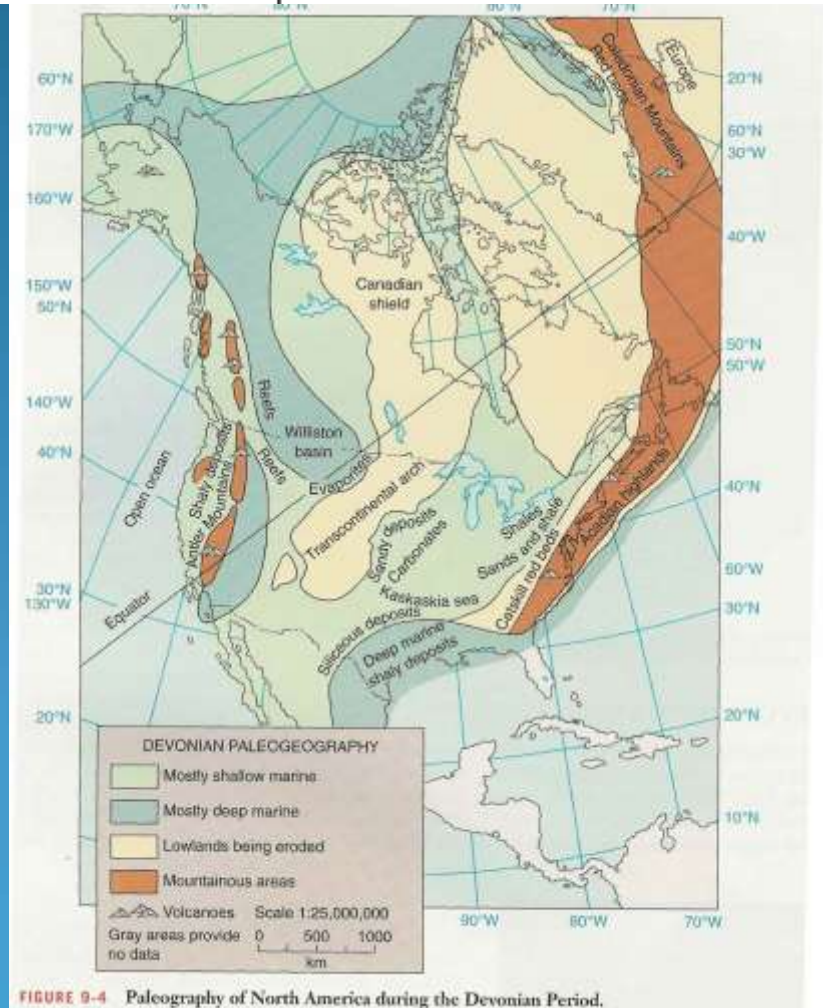 70°N
60°N
170°W
160°W
150°W
50°N
140°W
40°N
30°N
130°W
20°N
80°N
70°N
20°N
60°N
30°W
40°W
50°N
50°W
40°N
60°W
30°N
20°N
10°N
90°W
80°W
70°W
Caledonian Mountains
Red beds
Europe
Canadian
shield
Reefs
Reefs
Williston
basin
Evaporites
Transcontinental arch
Sandy deposits
Carbonates
Shaly deposits
Antler Mountains
Open ocean
Equator
Shales
Sands and shale
Catskill red beds
Acadian highlands
Kaskaskia sea
Siliceous deposits
Deep marine
shaly deposits
DEVONIAN PALEOGEOGRAPHY
Mostly shallow marine
Mostly deep marine
Lowlands being eroded
Mountainous areas
Volcanoes Scale 1:25,000,000
Gray areas provide 0 500 1000
no data
km
FIGURE 9-4 Paleography of North America during the Devonian Period.